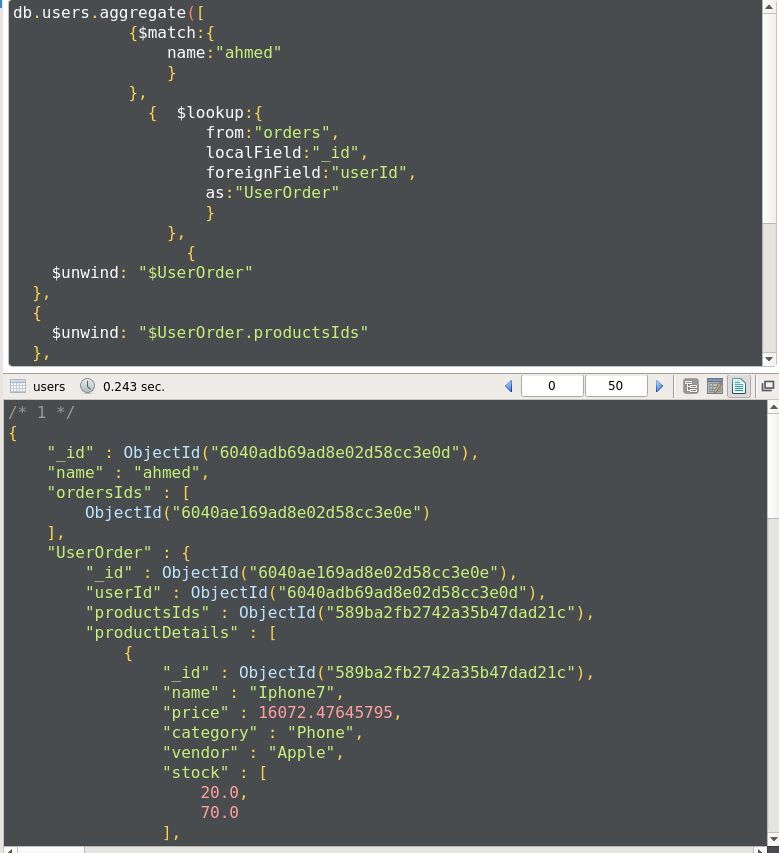 db.users.aggregate([
{$match:{
name:"ahmed"
}
},
{  $lookup:{
from:"orders",
localField:"_id",
foreignField:"userId",
as:"UserOrder"
}
},
{
$unwind: "$UserOrder"
},
{
$unwind: "$UserOrder.productsIds"
},
users 0.243 sec. 0 50
/* 1 */
{
"_id" : ObjectId("6040adb69ad8e02d58cc3e0d"),
"name" : "ahmed",
"ordersIds" : [
ObjectId("6040ae169ad8e02d58cc3e0e")
],
"UserOrder" : {
"_id" : ObjectId("6040ae169ad8e02d58cc3e0e"),
"userId" : ObjectId("6040adb69ad8e02d58cc3e0d"),
"productsIds" : ObjectId("589ba2fb2742a35b47dad21c"),
"productDetails" : [
{
"_id" : ObjectId("589ba2fb2742a35b47dad21c"),
"name" : "Iphone7",
"price" : 16072.47645795,
"category" : "Phone",
"vendor" : "Apple",
"stock" : [
20.0,
70.0
],